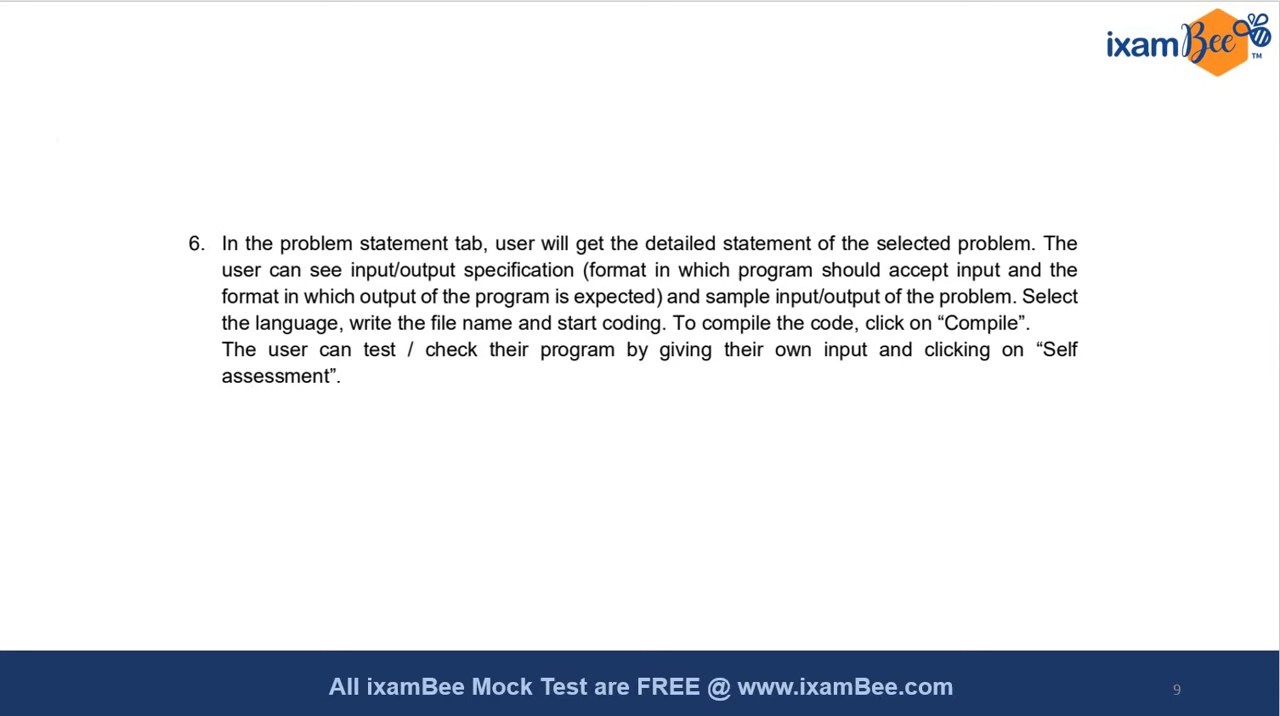 ixamBee
TM
6. In the problem statement tab, user will get the detailed statement of the selected problem. The
user can see input/output specification (format in which program should accept input and the
format in which output of the program is expected) and sample input/output of the problem. Select
the language, write the file name and start coding. To compile the code, click on “Compile”.
The user can test / check their program by giving their own input and clicking on “Self
assessment”.
All ixamBee Mock Test are FREE @ www.ixamBee.com
9